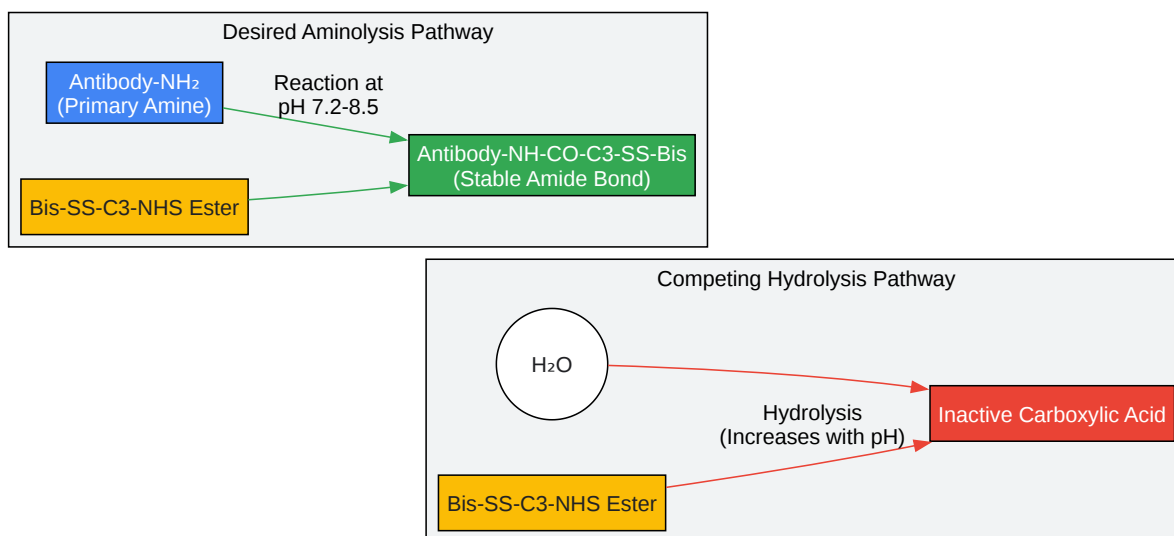 Desired Aminolysis Pathway
Antibody-NH₂
(Primary Amine)
Reaction at
pH 7.2-8.5
Antibody-NH-CO-C3-SS-Bis
(Stable Amide Bond)
Bis-SS-C3-NHS Ester
Competing Hydrolysis Pathway
H₂O
Hydrolysis
(Increases with pH)
Inactive Carboxylic Acid
Bis-SS-C3-NHS Ester